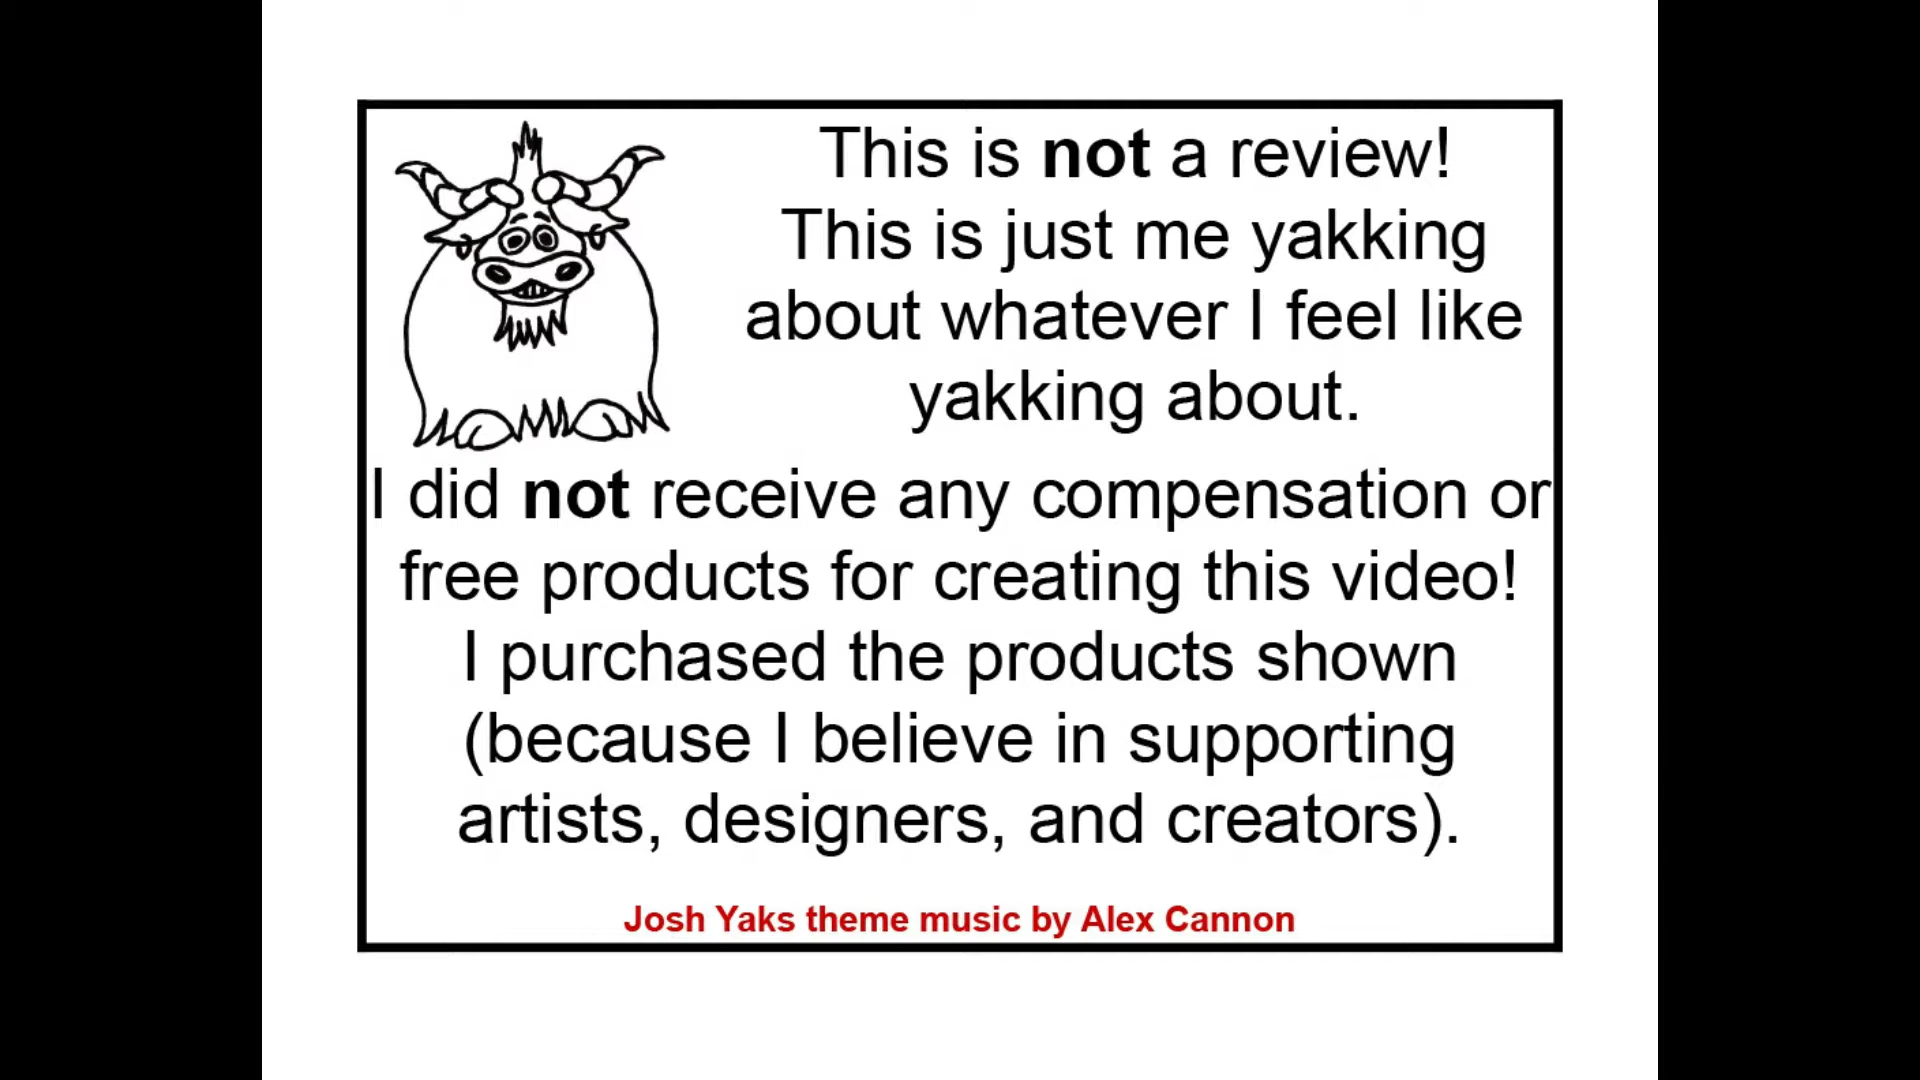 This is not a review!
This is just me yakking
about whatever I feel like
yakking about.
I did not receive any compensation or
free products for creating this video!
I purchased the products shown
(because I believe in supporting
artists, designers, and creators).
Josh Yaks theme music by Alex Cannon